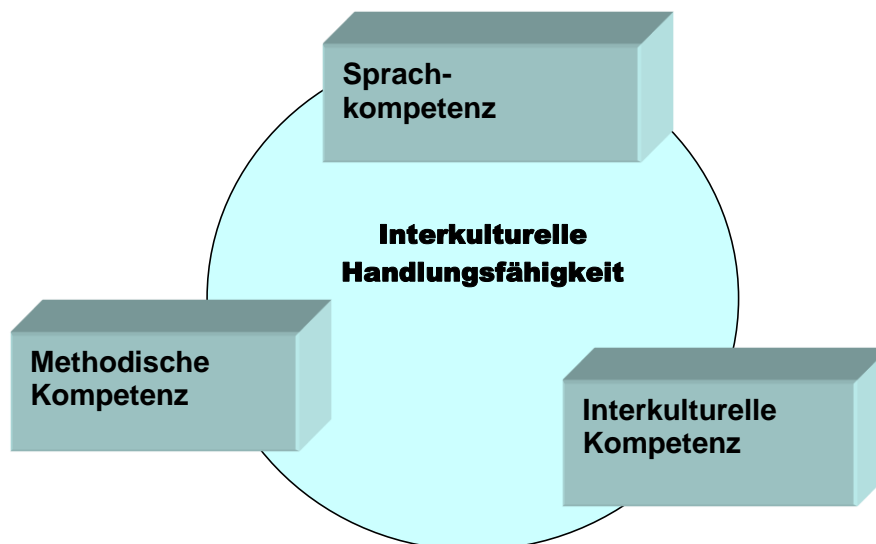 Sprach-
kompetenz
Interkulturelle
Handlungsfähigkeit
Methodische
Kompetenz
Interkulturelle
Kompetenz